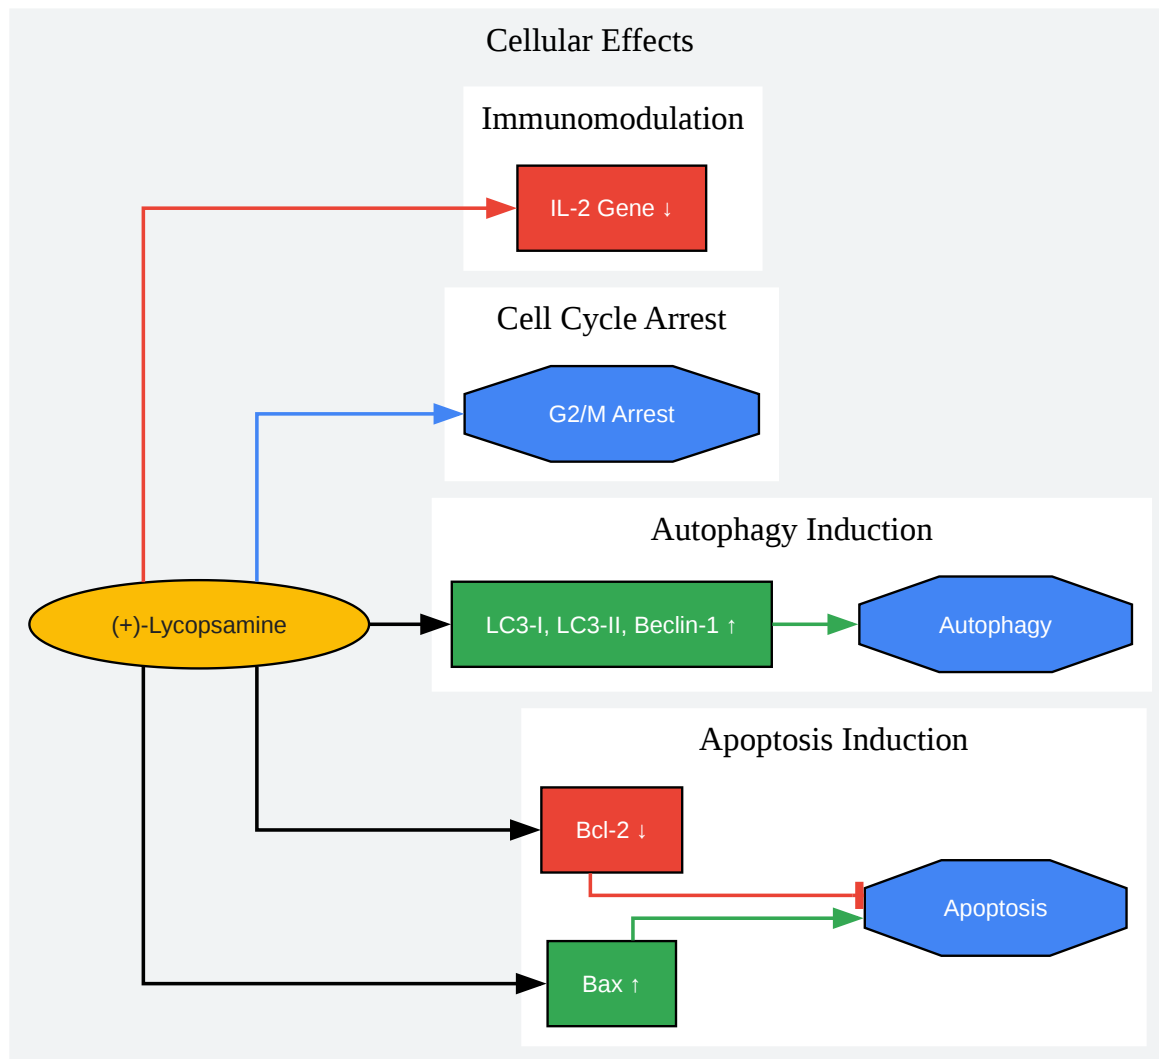 Cellular Effects
Immunomodulation
IL-2 Gene ↓
Cell Cycle Arrest
G2/M Arrest
Autophagy Induction
(+)-Lycopsamine
LC3-I, LC3-II, Beclin-1 ↑
Autophagy
Apoptosis Induction
Bcl-2 ↓
Apoptosis
Bax ↑